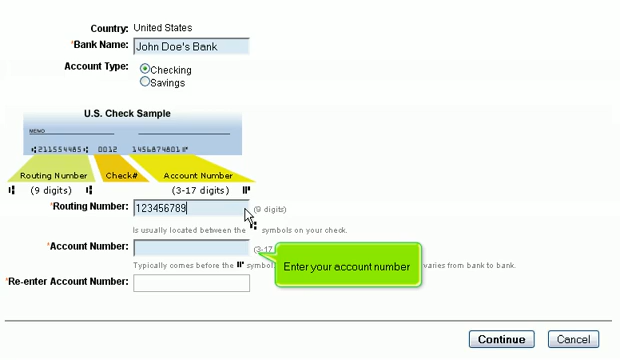 Country: United States
*Bank Name: John Doe's Bank
Account Type: Checking
Savings
U.S. Check Sample
MEMO
⑆211554485⑆ 0012 1456874801⑈
Routing Number Check# Account Number
⑆ (9 digits) ⑆ (3-17 digits) ⑈
*Routing Number: 123456789 (9 digits)
Is usually located between the ⑆ symbols on your check.
*Account Number: (3-17
Enter your account number
Typically comes before the ⑈ symbol. varies from bank to bank.
*Re-enter Account Number:
Continue Cancel